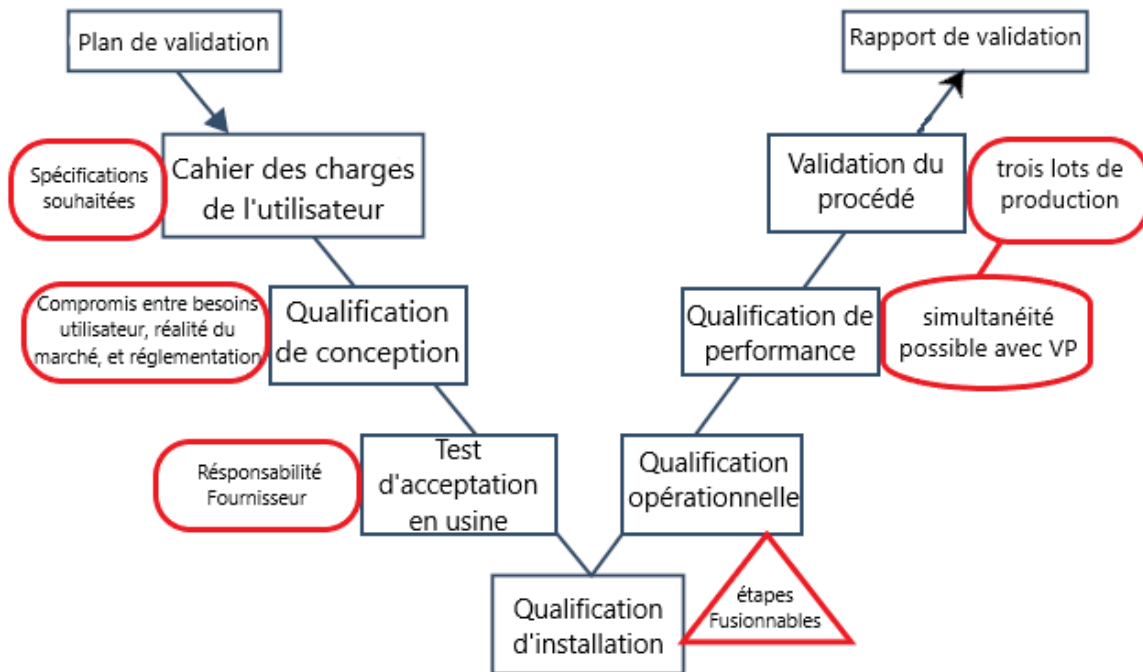 Plan de validation
Rapport de validation
Spécifications
souhaitées
Cahier des charges
de l'utilisateur
Validation du
procédé
trois lots de
production
Compromis entre besoins
utilisateur, réalité du
marché, et réglementation
Qualification
de conception
Qualification de
performance
simultanéité
possible avec VP
Résponsabilité
Fournisseur
Test
d'acceptation
en usine
Qualification
opérationnelle
Qualification
d'installation
étapes
Fusionnables